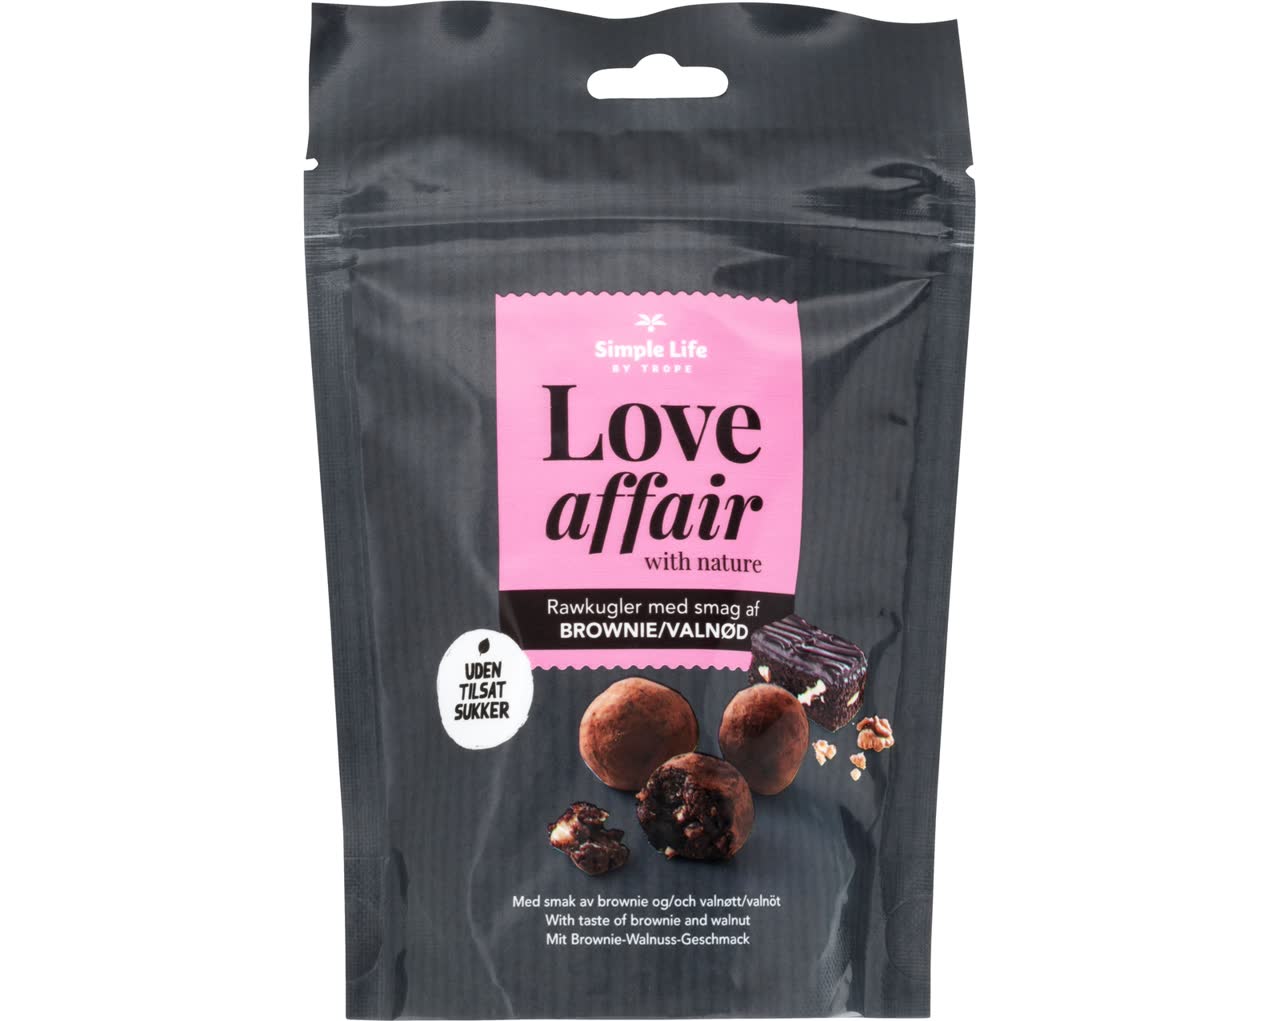 Simple Life
BY TROPE
Love
affair
with nature
Rawkugler med smag af
BROWNIE/VALNØD
UDEN
TILSAT
SUKKER
Med smak av brownie og/och valnøtt/valnöt
With taste of brownie and walnut
Mit Brownie-Walnuss-Geschmack